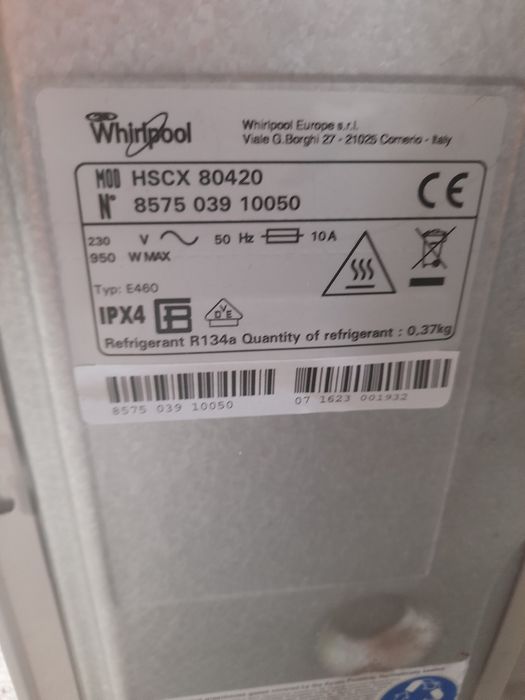 Whirlpool
Whirlpool Europe s.r.l.
Viale G.Borghi 27 - 21025 Comerio - Italy
MOD HSCX 80420
N° 8575 039 10050
CE
230 V 50 Hz 10A
950 W MAX
Typ: E460
IPX4
DVE
Refrigerant R134a Quantity of refrigerant : 0,37kg
8575 039 10050
07 1623 001932